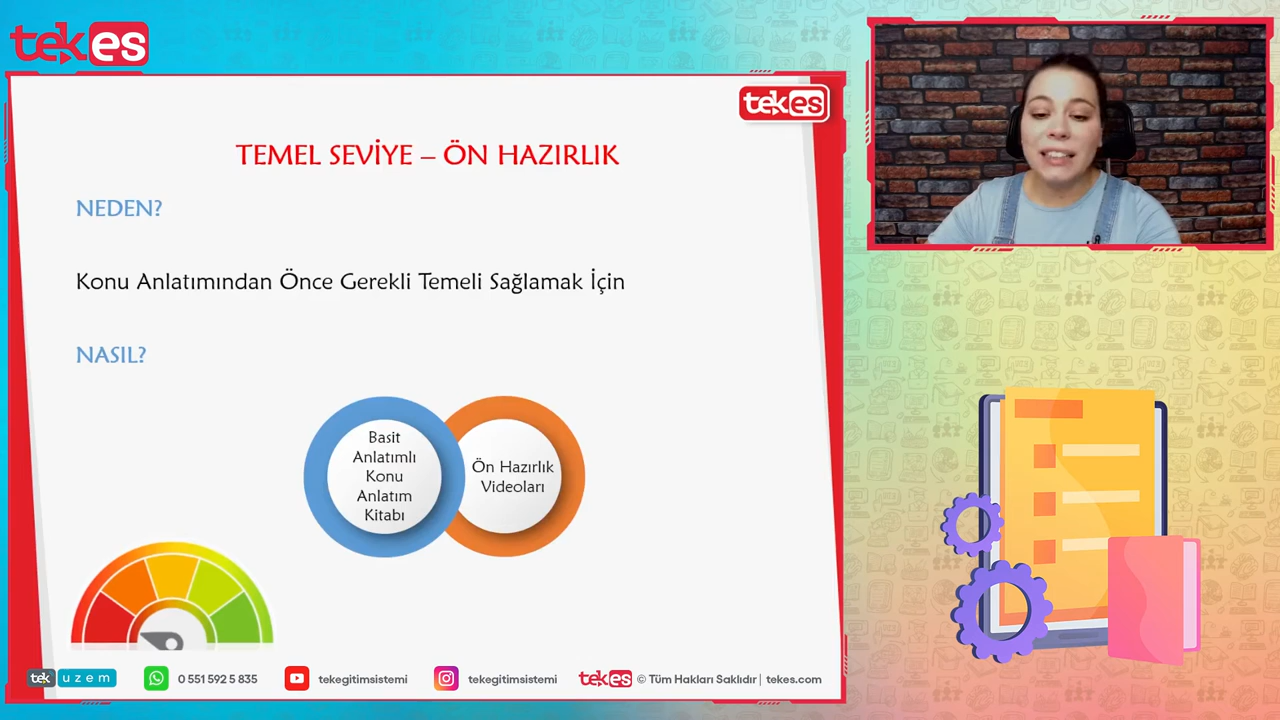 tekes
tekes
TEMEL SEVİYE – ÖN HAZIRLIK
NEDEN?
Konu Anlatımından Önce Gerekli Temeli Sağlamak İçin
NASIL?
Basit
Anlatımlı
Konu
Anlatım
Kitabı
Ön Hazırlık
Videoları
tek uzem
0 551 592 5 835
tekegitimsistemi
tekegitimsistemi
tekes © Tüm Hakları Saklıdır | tekes.com